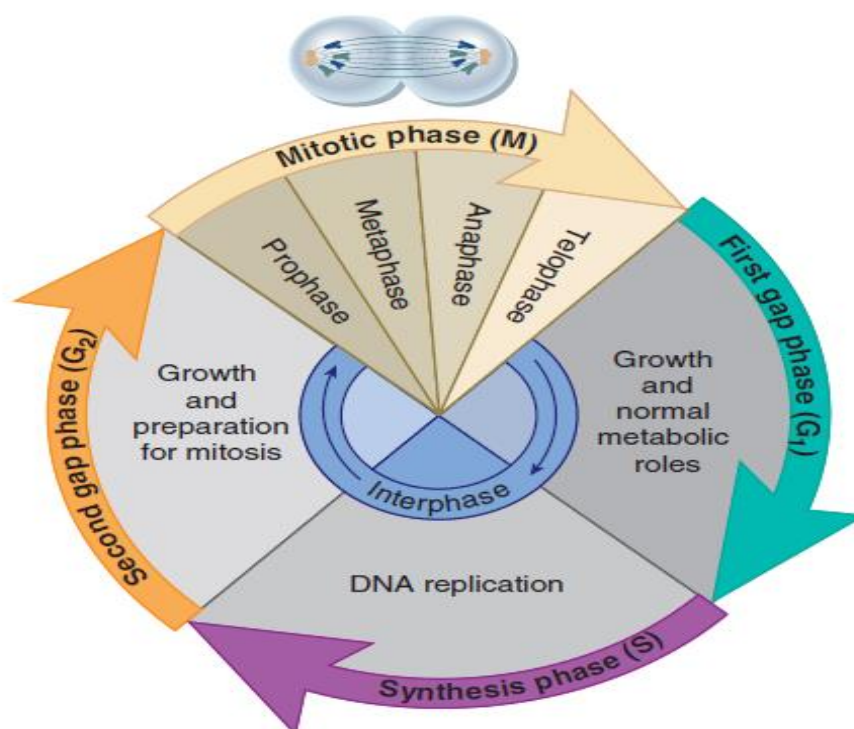 Mitotic phase (M)
Prophase
Metaphase
Anaphase
Telophase
First gap phase (G₁)
Growth
and
normal
metabolic
roles
Second gap phase (G₂)
Growth
and
preparation
for mitosis
Interphase
DNA replication
Synthesis phase (S)